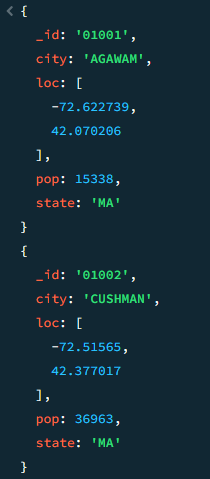 < {
_id: '01001',
city: 'AGAWAM',
loc: [
-72.622739,
42.070206
],
pop: 15338,
state: 'MA'
}
{
_id: '01002',
city: 'CUSHMAN',
loc: [
-72.51565,
42.377017
],
pop: 36963,
state: 'MA'
}